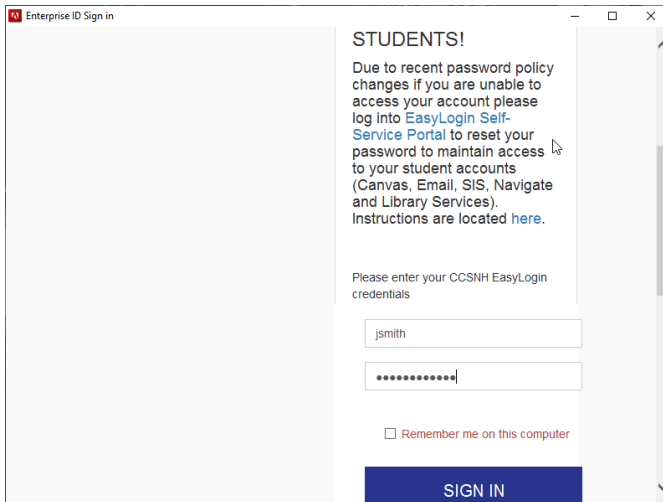 Enterprise ID Sign in
STUDENTS!
Due to recent password policy
changes if you are unable to
access your account please
log into EasyLogin Self-
Service Portal to reset your
password to maintain access
to your student accounts
(Canvas, Email, SIS, Navigate
and Library Services).
Instructions are located here.
Please enter your CCSNH EasyLogin
credentials
jsmith
••••••••••••
Remember me on this computer
SIGN IN